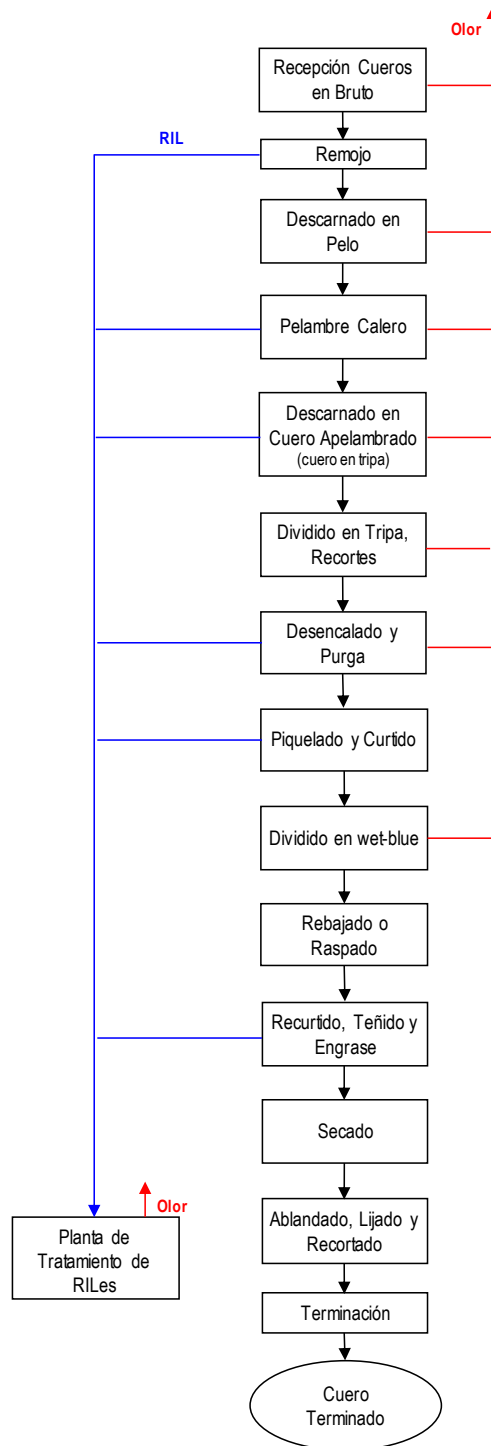 Olor
Recepción Cueros
en Bruto
RIL
Remojo
Descarnado en
Pelo
Pelambre Calero
Descarnado en
Cuero Apelambrado
(cuero en tripa)
Dividido en Tripa,
Recortes
Desencalado y
Purga
Piquelado y Curtido
Dividido en wet-blue
Rebajado o
Raspado
Recurtido, Teñido y
Engrase
Secado
Olor
Planta de
Tratamiento de
RILes
Ablandado, Lijado y
Recortado
Terminación
Cuero
Terminado